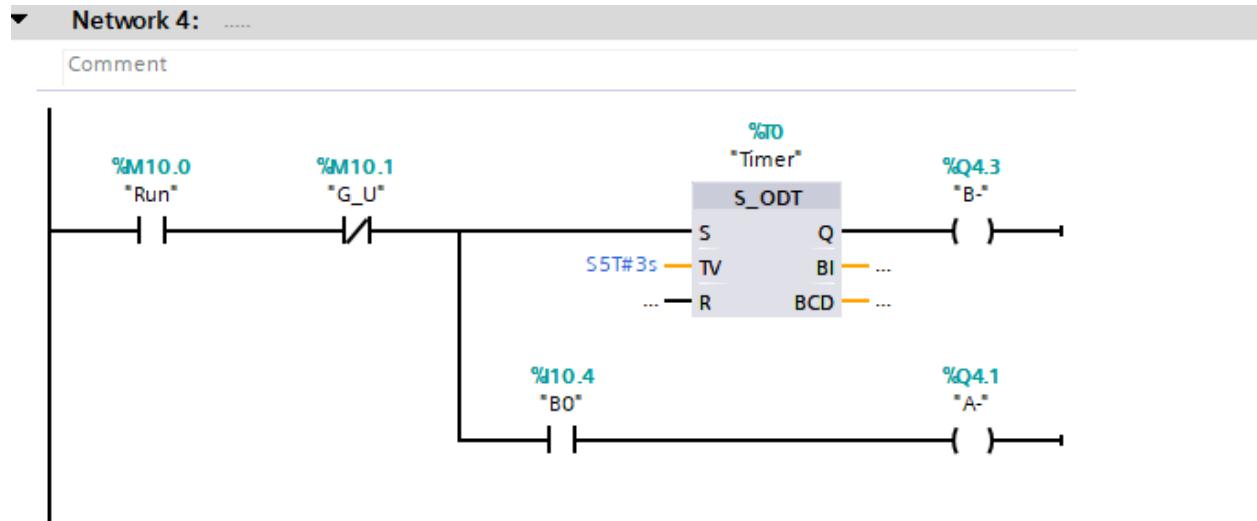 Network 4: .....
Comment
%T0
"Timer"
%M10.0
"Run"
%M10.1
"G_U"
%Q4.3
"B-"
S_ODT
S Q
S5T#3s TV BI ...
... R BCD ...
%I10.4
"B0"
%Q4.1
"A-"